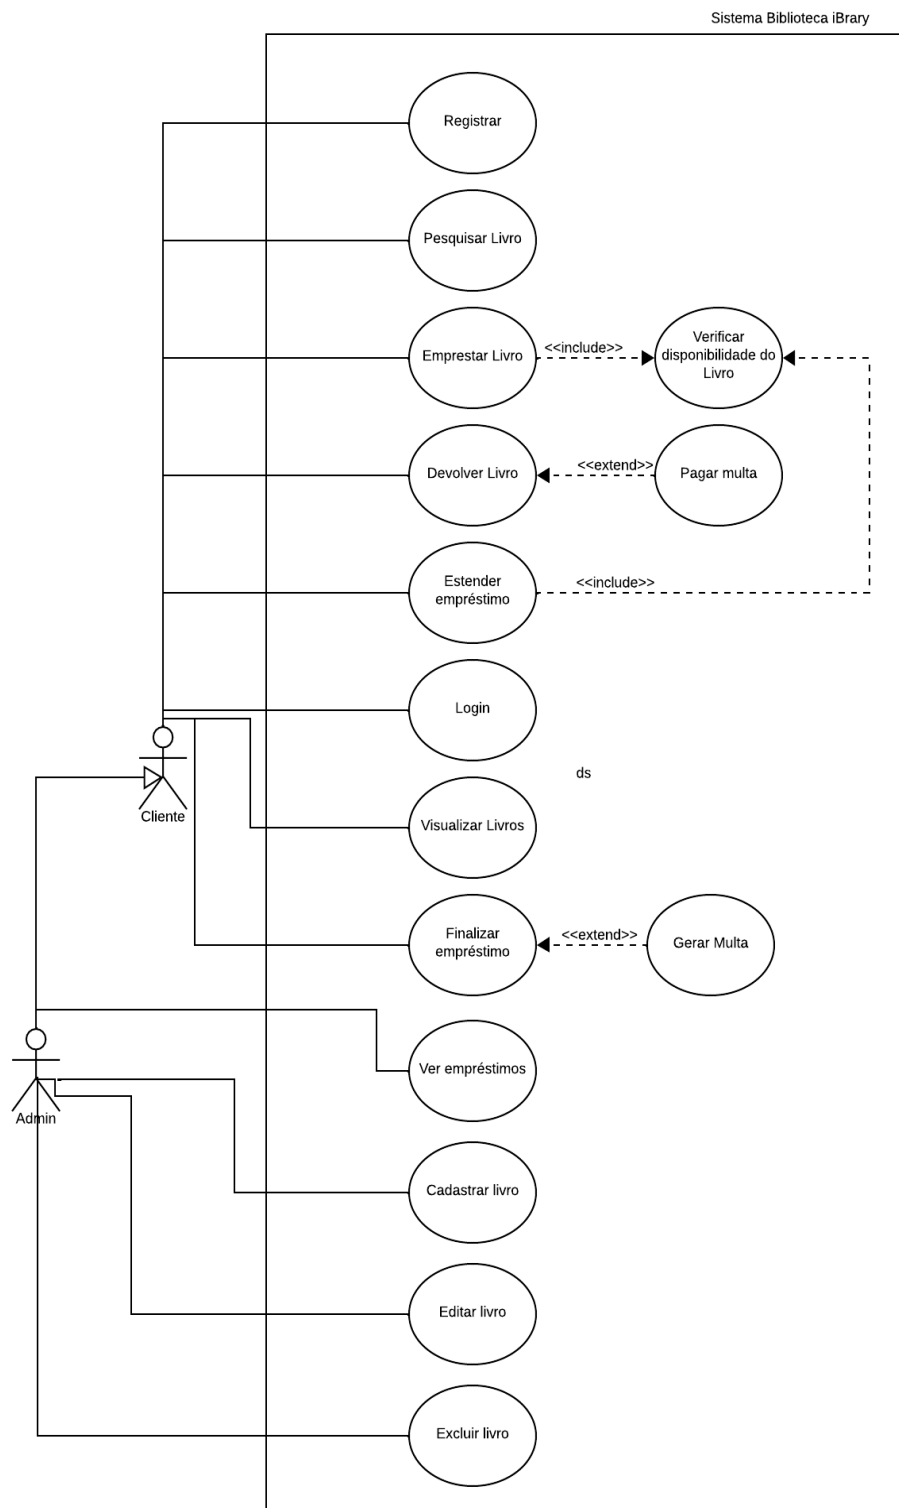 Sistema Biblioteca iBrary
Registrar
Pesquisar Livro
Emprestar Livro
<<include>>
Verificar
disponibilidade do
Livro
Devolver Livro
<<extend>>
Pagar multa
Estender
empréstimo
<<include>>
Login
ds
Cliente
Visualizar Livros
Finalizar
empréstimo
<<extend>>
Gerar Multa
Ver empréstimos
Admin
Cadastrar livro
Editar livro
Excluir livro